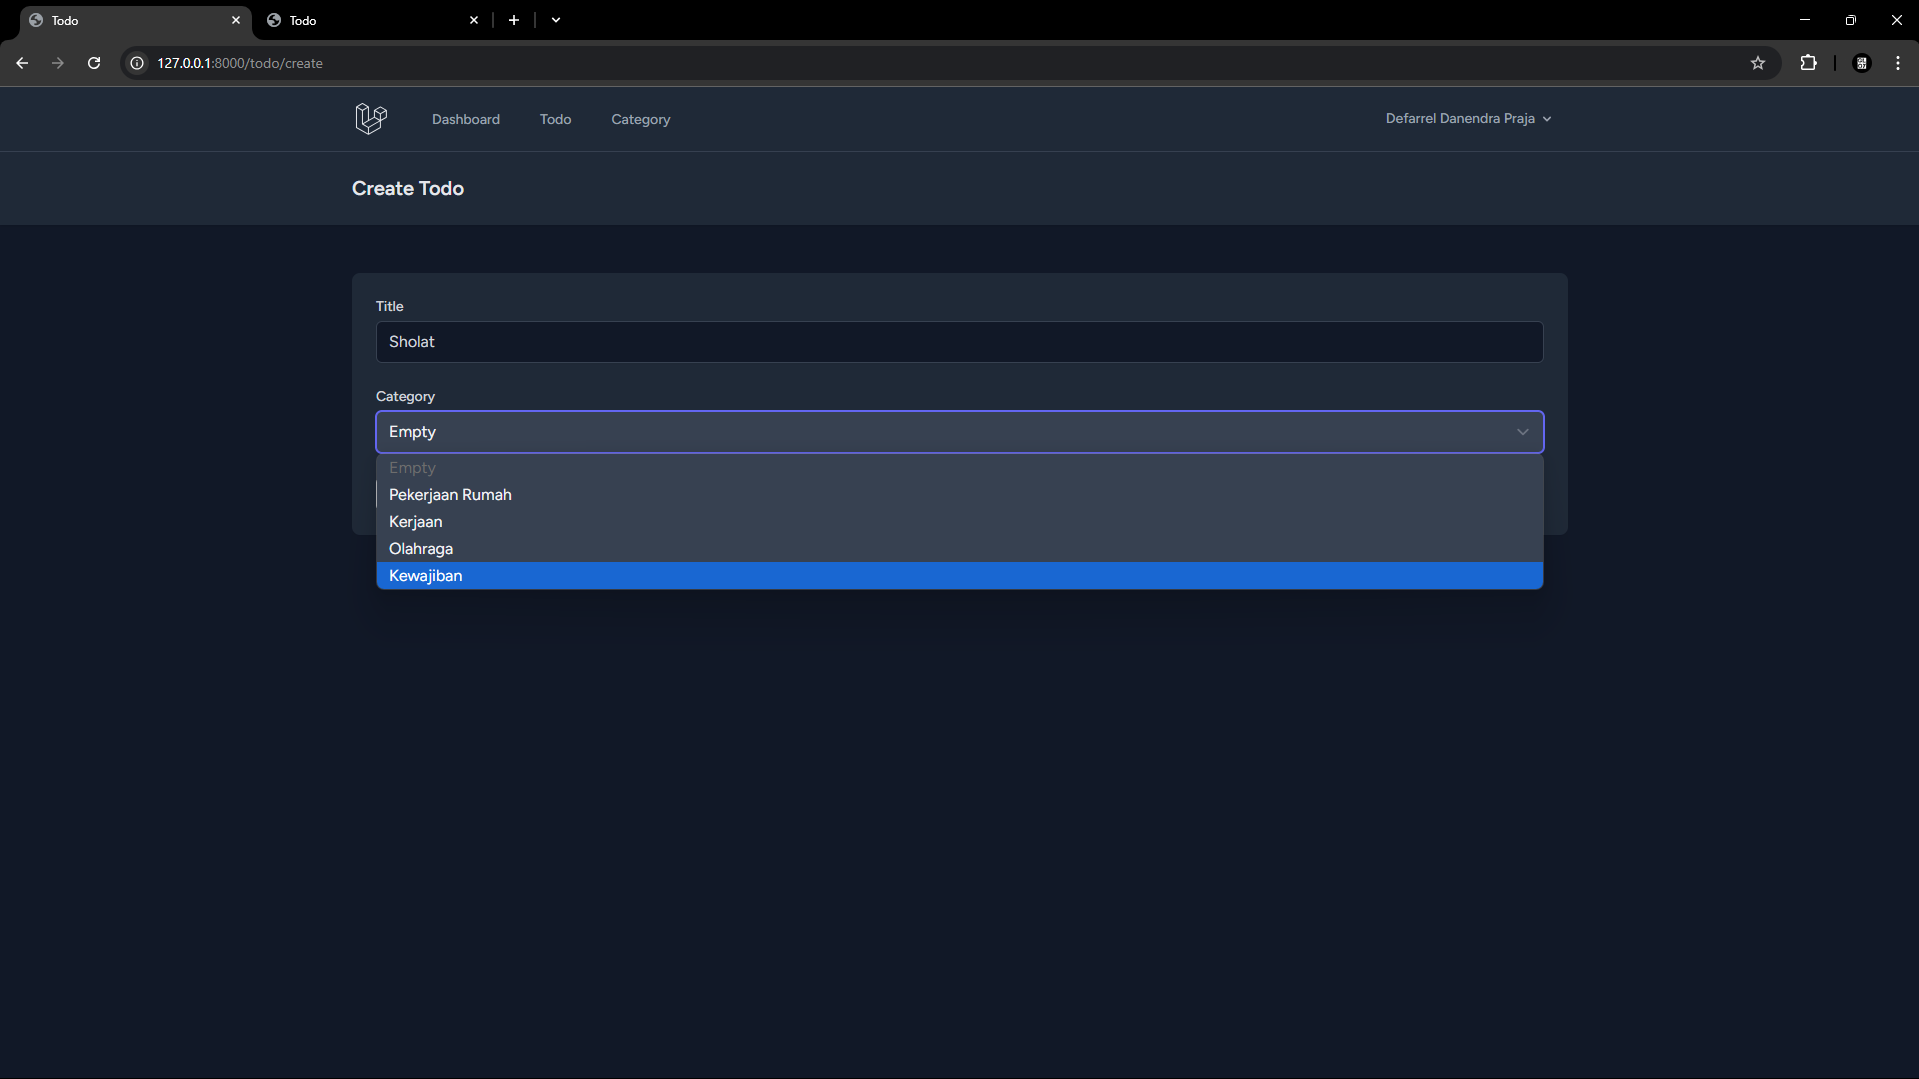 Todo
Todo
127.0.0.1:8000/todo/create
Dashboard
Todo
Category
Defarrel Danendra Praja
Create Todo
Title
Sholat
Category
Empty
Empty
Pekerjaan Rumah
Kerjaan
Olahraga
Kewajiban